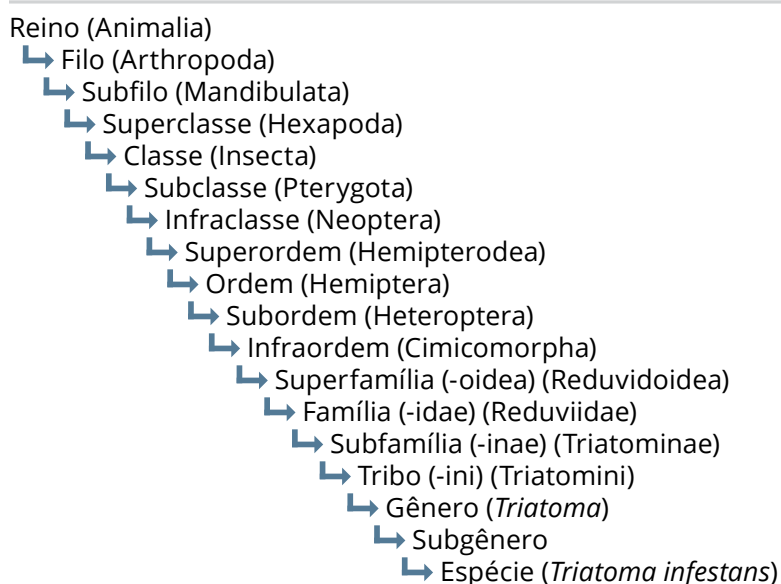 Reino (Animalia)
Filo (Arthropoda)
Subfilo (Mandibulata)
Superclasse (Hexapoda)
Classe (Insecta)
Subclasse (Pterygota)
Infraclasse (Neoptera)
Superordem (Hemipterodea)
Ordem (Hemiptera)
Subordem (Heteroptera)
Infraordem (Cimicomorpha)
Superfamília (-oidea) (Reduvidoidea)
Família (-idae) (Reduviidae)
Subfamília (-inae) (Triatominae)
Tribo (-ini) (Triatomini)
Gênero (Triatoma)
Subgênero
Espécie (Triatoma infestans)